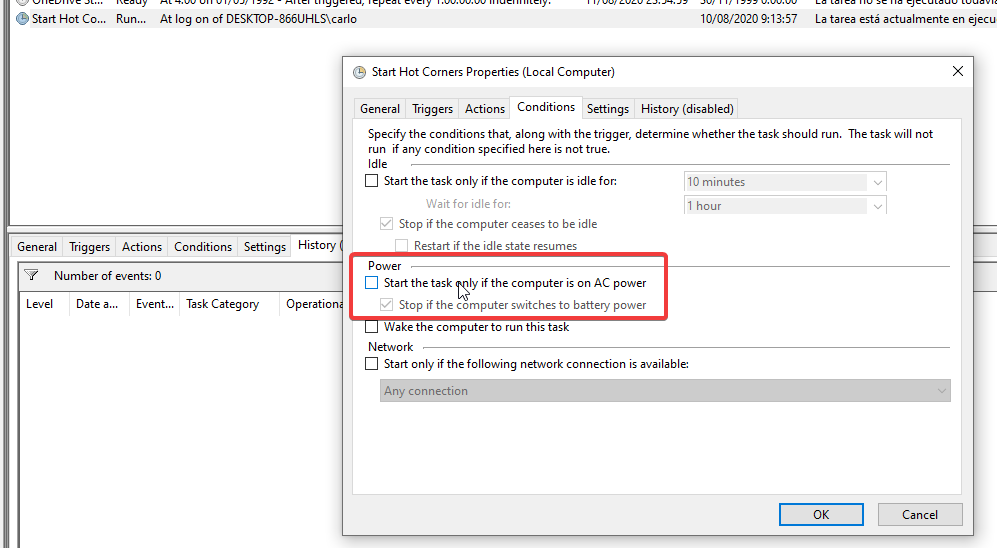 OneDrive St... Ready At 4:00 on 01/05/1992 - After triggered, repeat every 1.00:00:00 indefinitely. 11/08/2020 23:54:59 30/11/1999 0:00:00 La tarea no se ha ejecutado todavía
Start Hot Co... Run... At log on of DESKTOP-866UHLS\carlo 10/08/2020 9:13:57 La tarea está actualmente en ejecu
Start Hot Corners Properties (Local Computer)
General Triggers Actions Conditions Settings History (disabled)
Specify the conditions that, along with the trigger, determine whether the task should run. The task will not
run if any condition specified here is not true.
Idle
Start the task only if the computer is idle for: 10 minutes
Wait for idle for: 1 hour
Stop if the computer ceases to be idle
Restart if the idle state resumes
Power
Start the task only if the computer is on AC power
Stop if the computer switches to battery power
Wake the computer to run this task
Network
Start only if the following network connection is available:
Any connection
OK Cancel
General Triggers Actions Conditions Settings History (
Number of events: 0
Level Date a... Event... Task Category Operationa